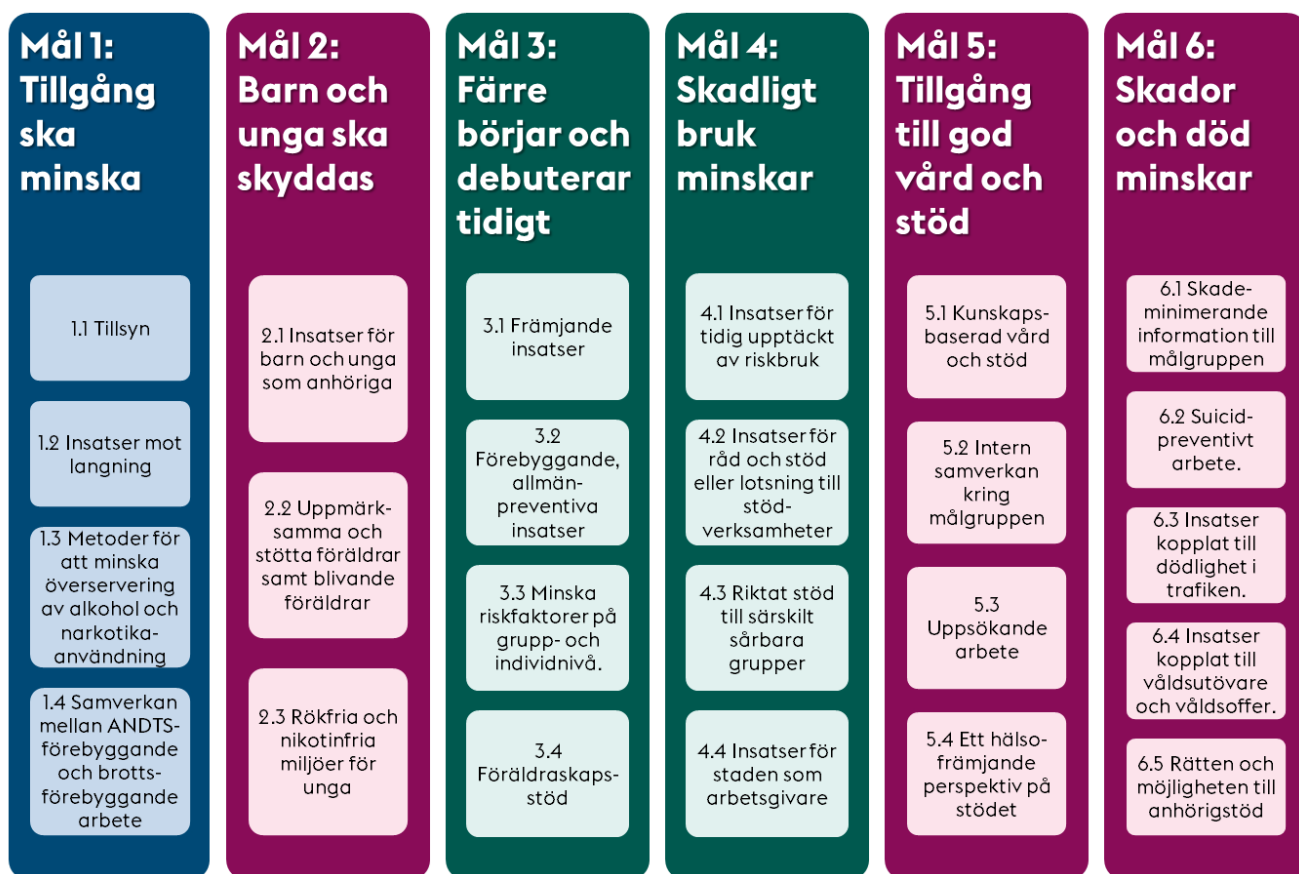 Mål 1:
Tillgång
ska
minska
1.1 Tillsyn
1.2 Insatser mot
langning
1.3 Metoder för
att minska
överservering
av alkohol och
narkotika-
användning
1.4 Samverkan
mellan ANDTS-
förebyggande
och brotts-
förebyggande
arbete
Mål 2:
Barn och
unga ska
skyddas
2.1 Insatser för
barn och unga
som anhöriga
2.2 Uppmärk-
samma och
stötta föräldrar
samt blivande
föräldrar
2.3 Rökfria och
nikotinfria
miljöer för
unga
Mål 3:
Färre
börjar och
debuterar
tidigt
3.1 Främjande
insatser
3.2
Förebyggande,
allmän-
preventiva
insatser
3.3 Minska
riskfaktorer på
grupp- och
individnivå.
3.4
Föräldraskaps-
stöd
Mål 4:
Skadligt
bruk
minskar
4.1 Insatser för
tidig upptäckt
av riskbruk
4.2 Insatser för
råd och stöd
eller lotsning till
stöd-
verksamheter
4.3 Riktat stöd
till särskilt
sårbara
grupper
4.4 Insatser för
staden som
arbetsgivare
Mål 5:
Tillgång
till god
vård och
stöd
5.1 Kunskaps-
baserad vård
och stöd
5.2 Intern
samverkan
kring
målgruppen
5.3
Uppsökande
arbete
5.4 Ett hälso-
främjande
perspektiv på
stödet
Mål 6:
Skador
och död
minskar
6.1 Skade-
minimerande
information till
målgruppen
6.2 Suicid-
preventivt
arbete.
6.3 Insatser
kopplat till
dödlighet i
trafiken.
6.4 Insatser
kopplat till
våldsutövare
och våldsoffer.
6.5 Rätten och
möjligheten till
anhörigstöd